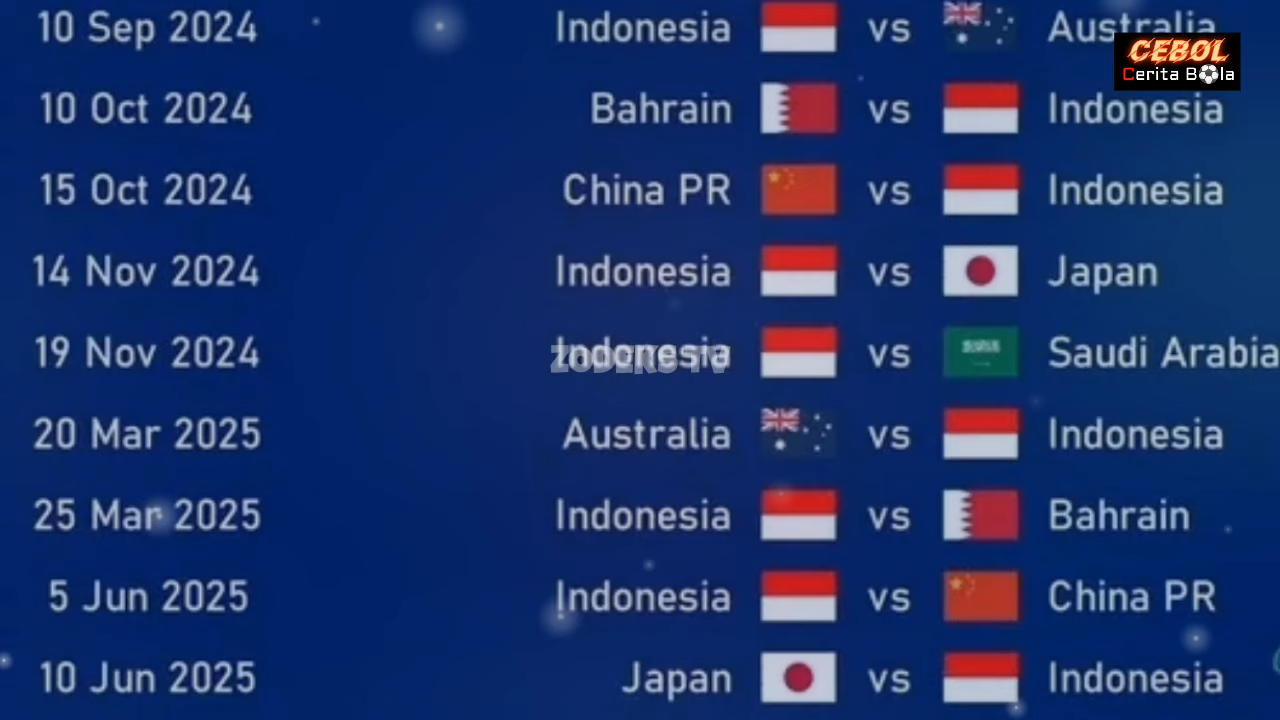 10 Sep 2024 Indonesia vs Australia
CEBOL
Cerita Bola
10 Oct 2024 Bahrain vs Indonesia
15 Oct 2024 China PR vs Indonesia
14 Nov 2024 Indonesia vs Japan
19 Nov 2024 Indonesia vs Saudi Arabia
ZODEKS TV
20 Mar 2025 Australia vs Indonesia
25 Mar 2025 Indonesia vs Bahrain
5 Jun 2025 Indonesia vs China PR
10 Jun 2025 Japan vs Indonesia